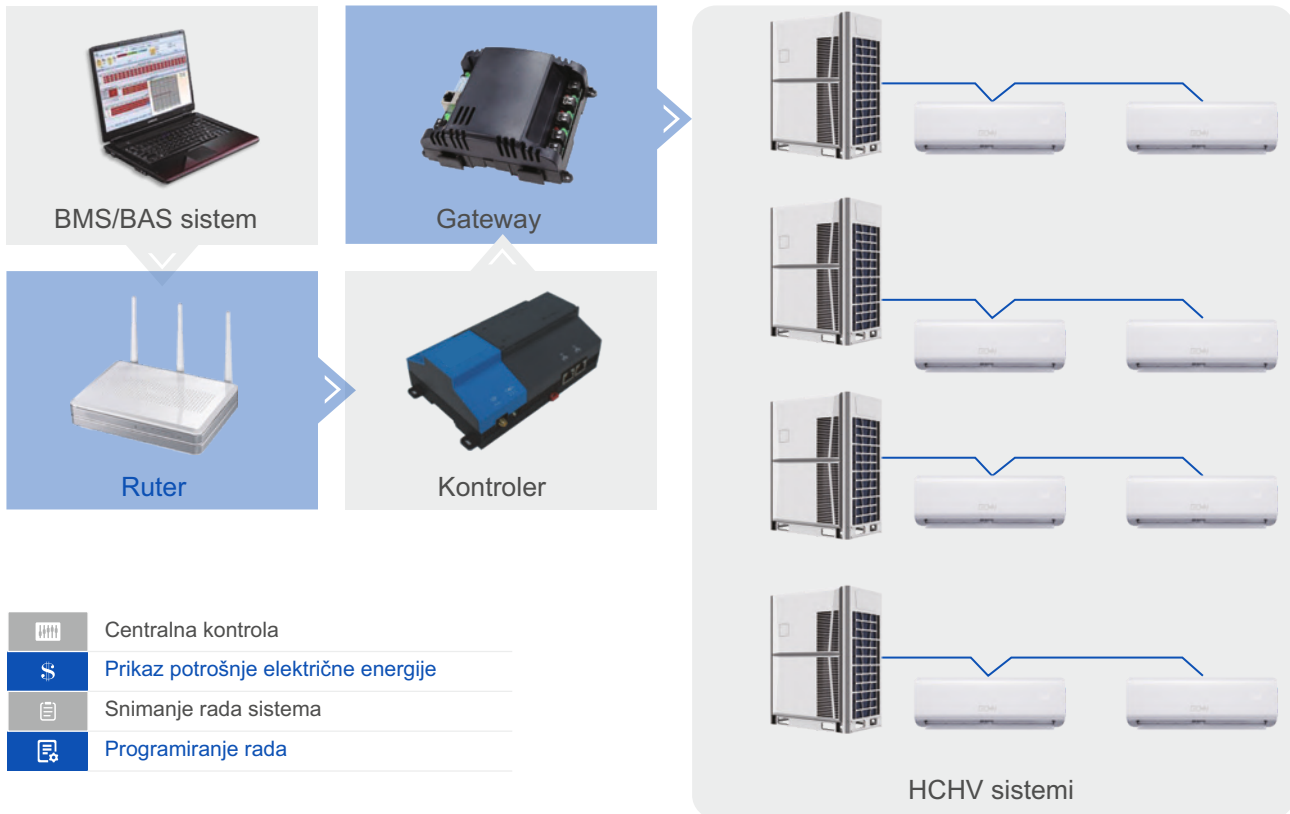 BMS/BAS sistem
Gateway
Ruter
Kontroler
Centralna kontrola
$
Prikaz potrošnje električne energije
Snimanje rada sistema
Programiranje rada
HCHV sistemi